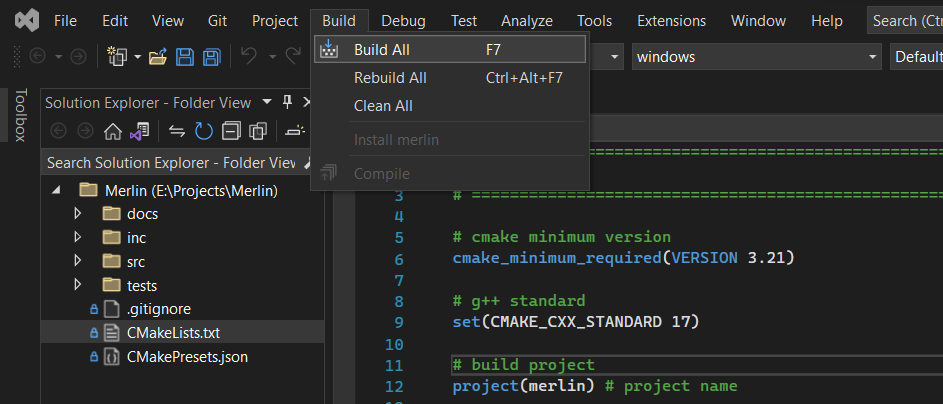 File Edit View Git Project Build Debug Test Analyze Tools Extensions Window Help Search (Ctr
Build All F7
windows
Default
Rebuild All Ctrl+Alt+F7
Clean All
Install merlin
Compile
Toolbox
Solution Explorer - Folder View
Search Solution Explorer - Folder View
Merlin (E:\Projects\Merlin)
docs
inc
src
tests
.gitignore
CMakeLists.txt
CMakePresets.json
3 # ==================================================
4
5 # cmake minimum version
6 cmake_minimum_required(VERSION 3.21)
7
8 # g++ standard
9 set(CMAKE_CXX_STANDARD 17)
10
11 # build project
12 project(merlin) # project name